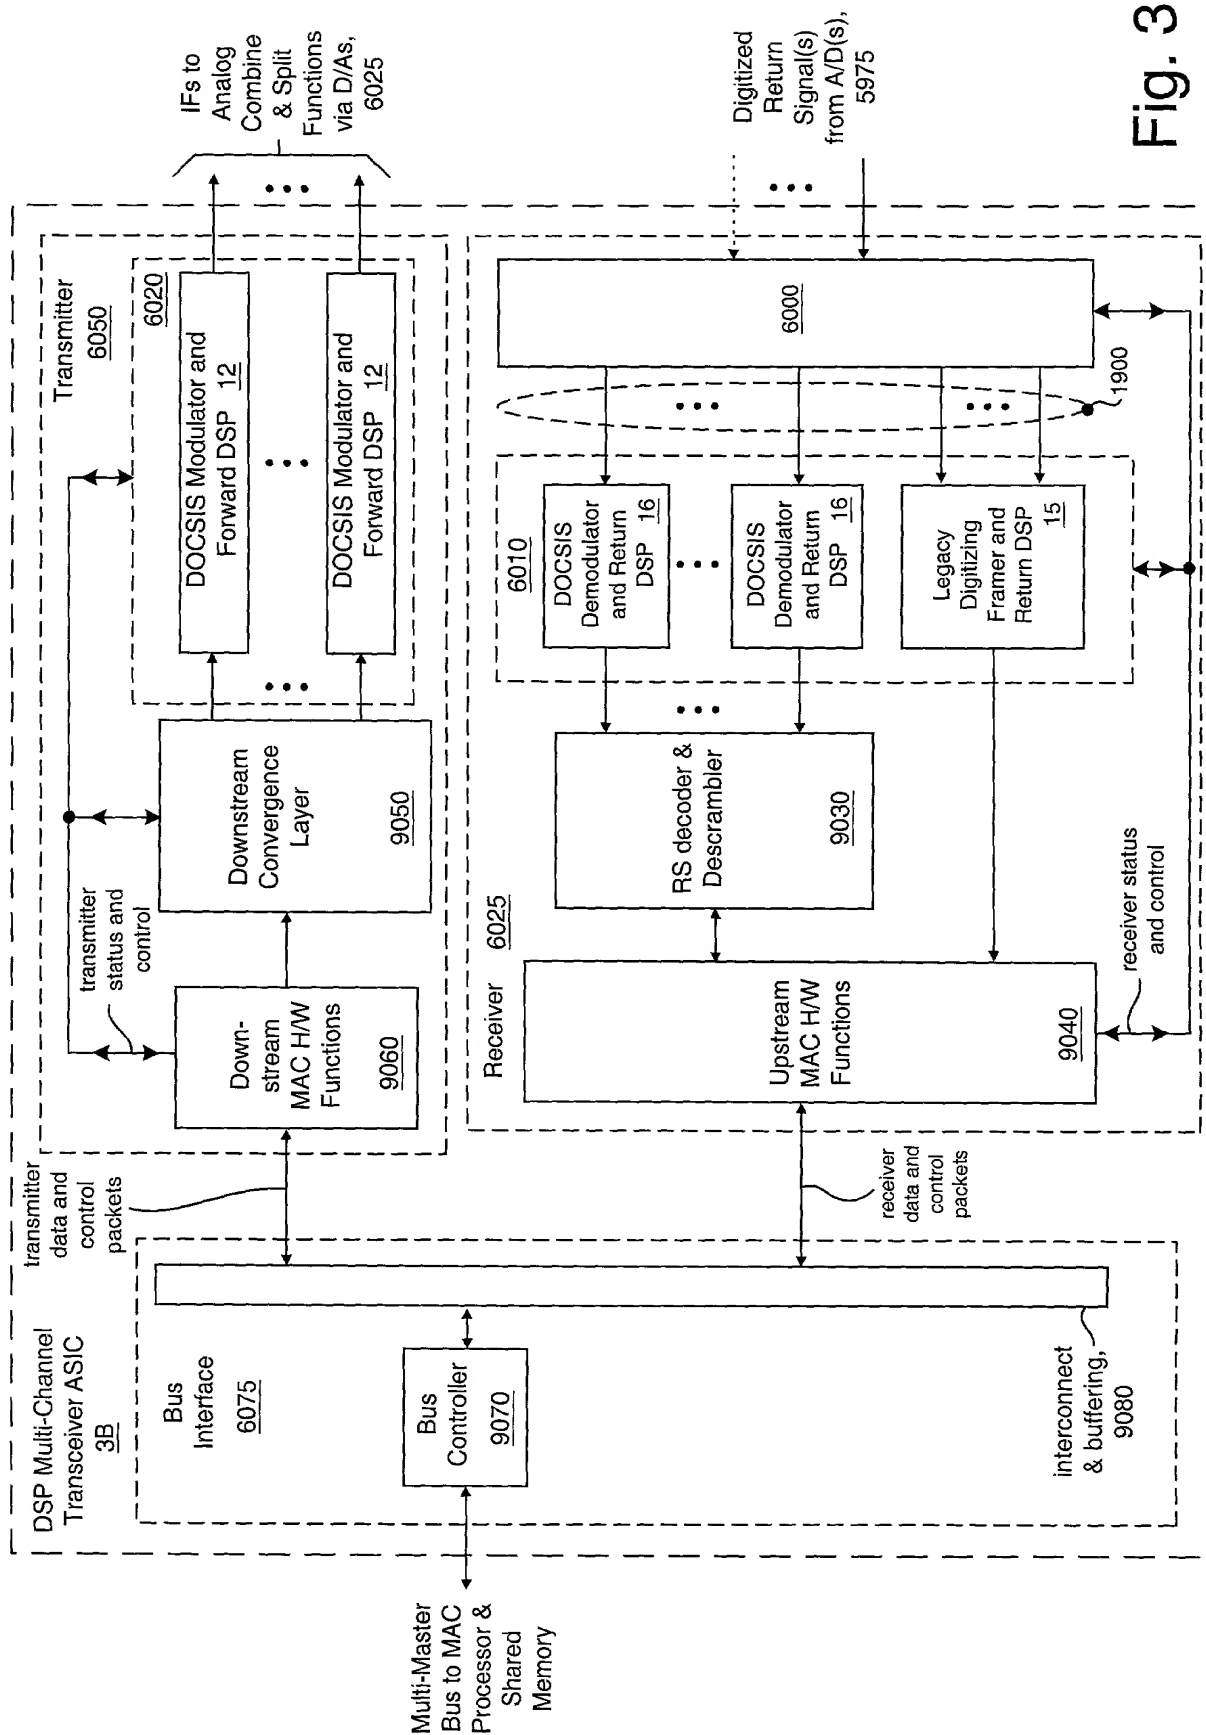 DSP Multi-Channel
Transceiver ASIC
3B
Bus
Interface
6075
Bus
Controller
9070
Multi-Master
Bus to MAC
Processor &
Shared
Memory
interconnect
& buffering,
9080
transmitter
data and
control
packets
receiver
data and
control
packets
Transmitter
6050
transmitter
status and
control
Down-
stream
MAC H/W
Functions
9060
Downstream
Convergence
Layer
9050
6020
DOCSIS Modulator and
Forward DSP 12
DOCSIS Modulator and
Forward DSP 12
IFs to
Analog
Combine
& Split
Functions
via D/As,
6025
Receiver 6025
Upstream
MAC H/W
Functions
9040
receiver status
and control
RS decoder &
Descrambler
9030
6010
DOCSIS
Demodulator
and Return
DSP 16
DOCSIS
Demodulator
and Return
DSP 16
Legacy
Digitizing
Framer and
Return DSP
15
1900
6000
Digitized
Return
Signal(s)
from A/D(s),
5975
Fig. 3